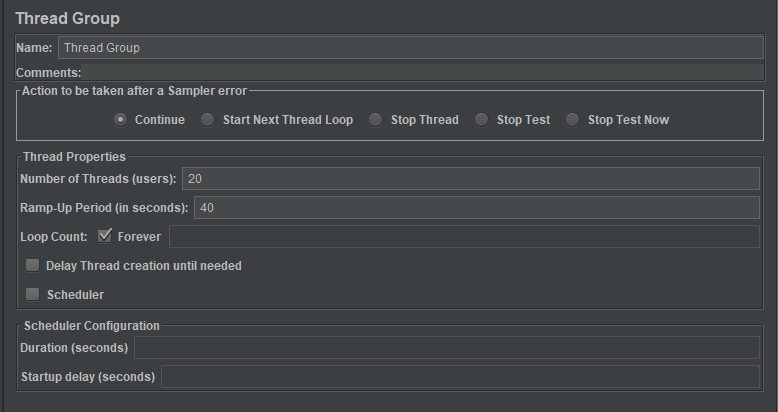 Thread Group
Name: Thread Group
Comments:
Action to be taken after a Sampler error
Continue Start Next Thread Loop Stop Thread Stop Test Stop Test Now
Thread Properties
Number of Threads (users): 20
Ramp-Up Period (in seconds): 40
Loop Count: Forever
Delay Thread creation until needed
Scheduler
Scheduler Configuration
Duration (seconds)
Startup delay (seconds)